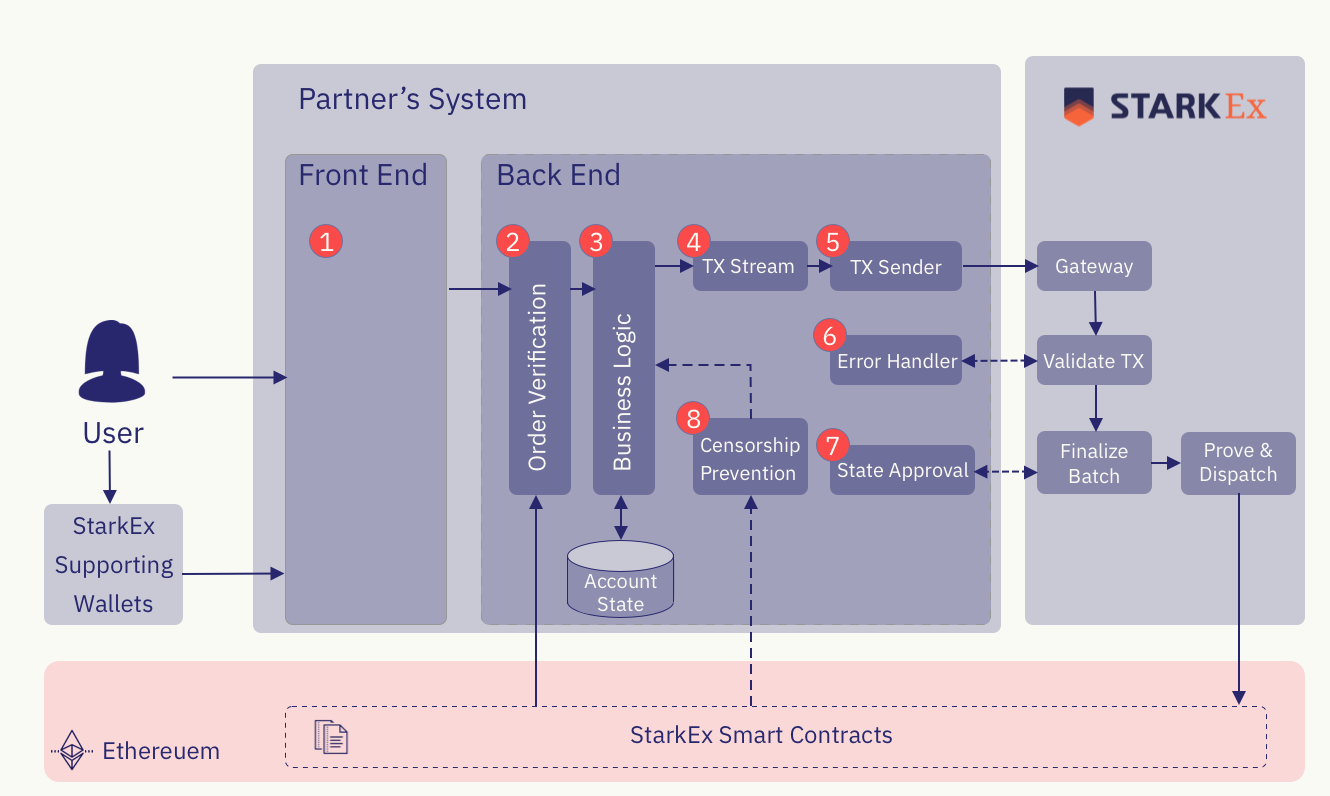 Partner’s System
STARKEx
Front End
Back End
1
2
3
4
5
TX Stream
TX Sender
Gateway
Order Verification
Business Logic
6
Error Handler
Validate TX
8
Censorship
Prevention
7
State Approval
Finalize
Batch
Prove &
Dispatch
User
StarkEx
Supporting
Wallets
Account
State
Ethereuem
StarkEx Smart Contracts